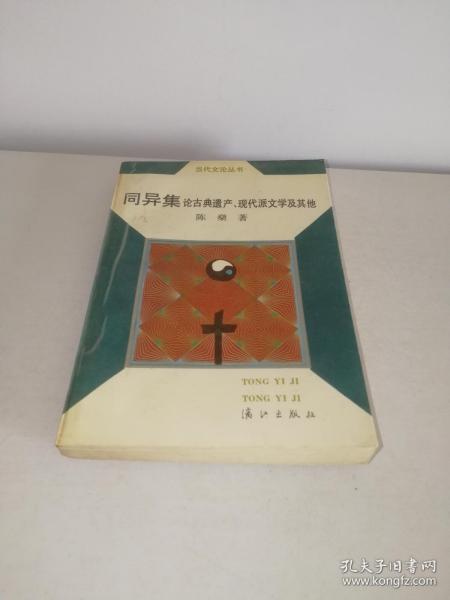 当代文论丛书
同异集 论古典遗产、现代派文学及其他
陈燊著
TONG YI JI
TONG YI JI
漓江出版社
孔夫子旧书网
www.kongfz.com